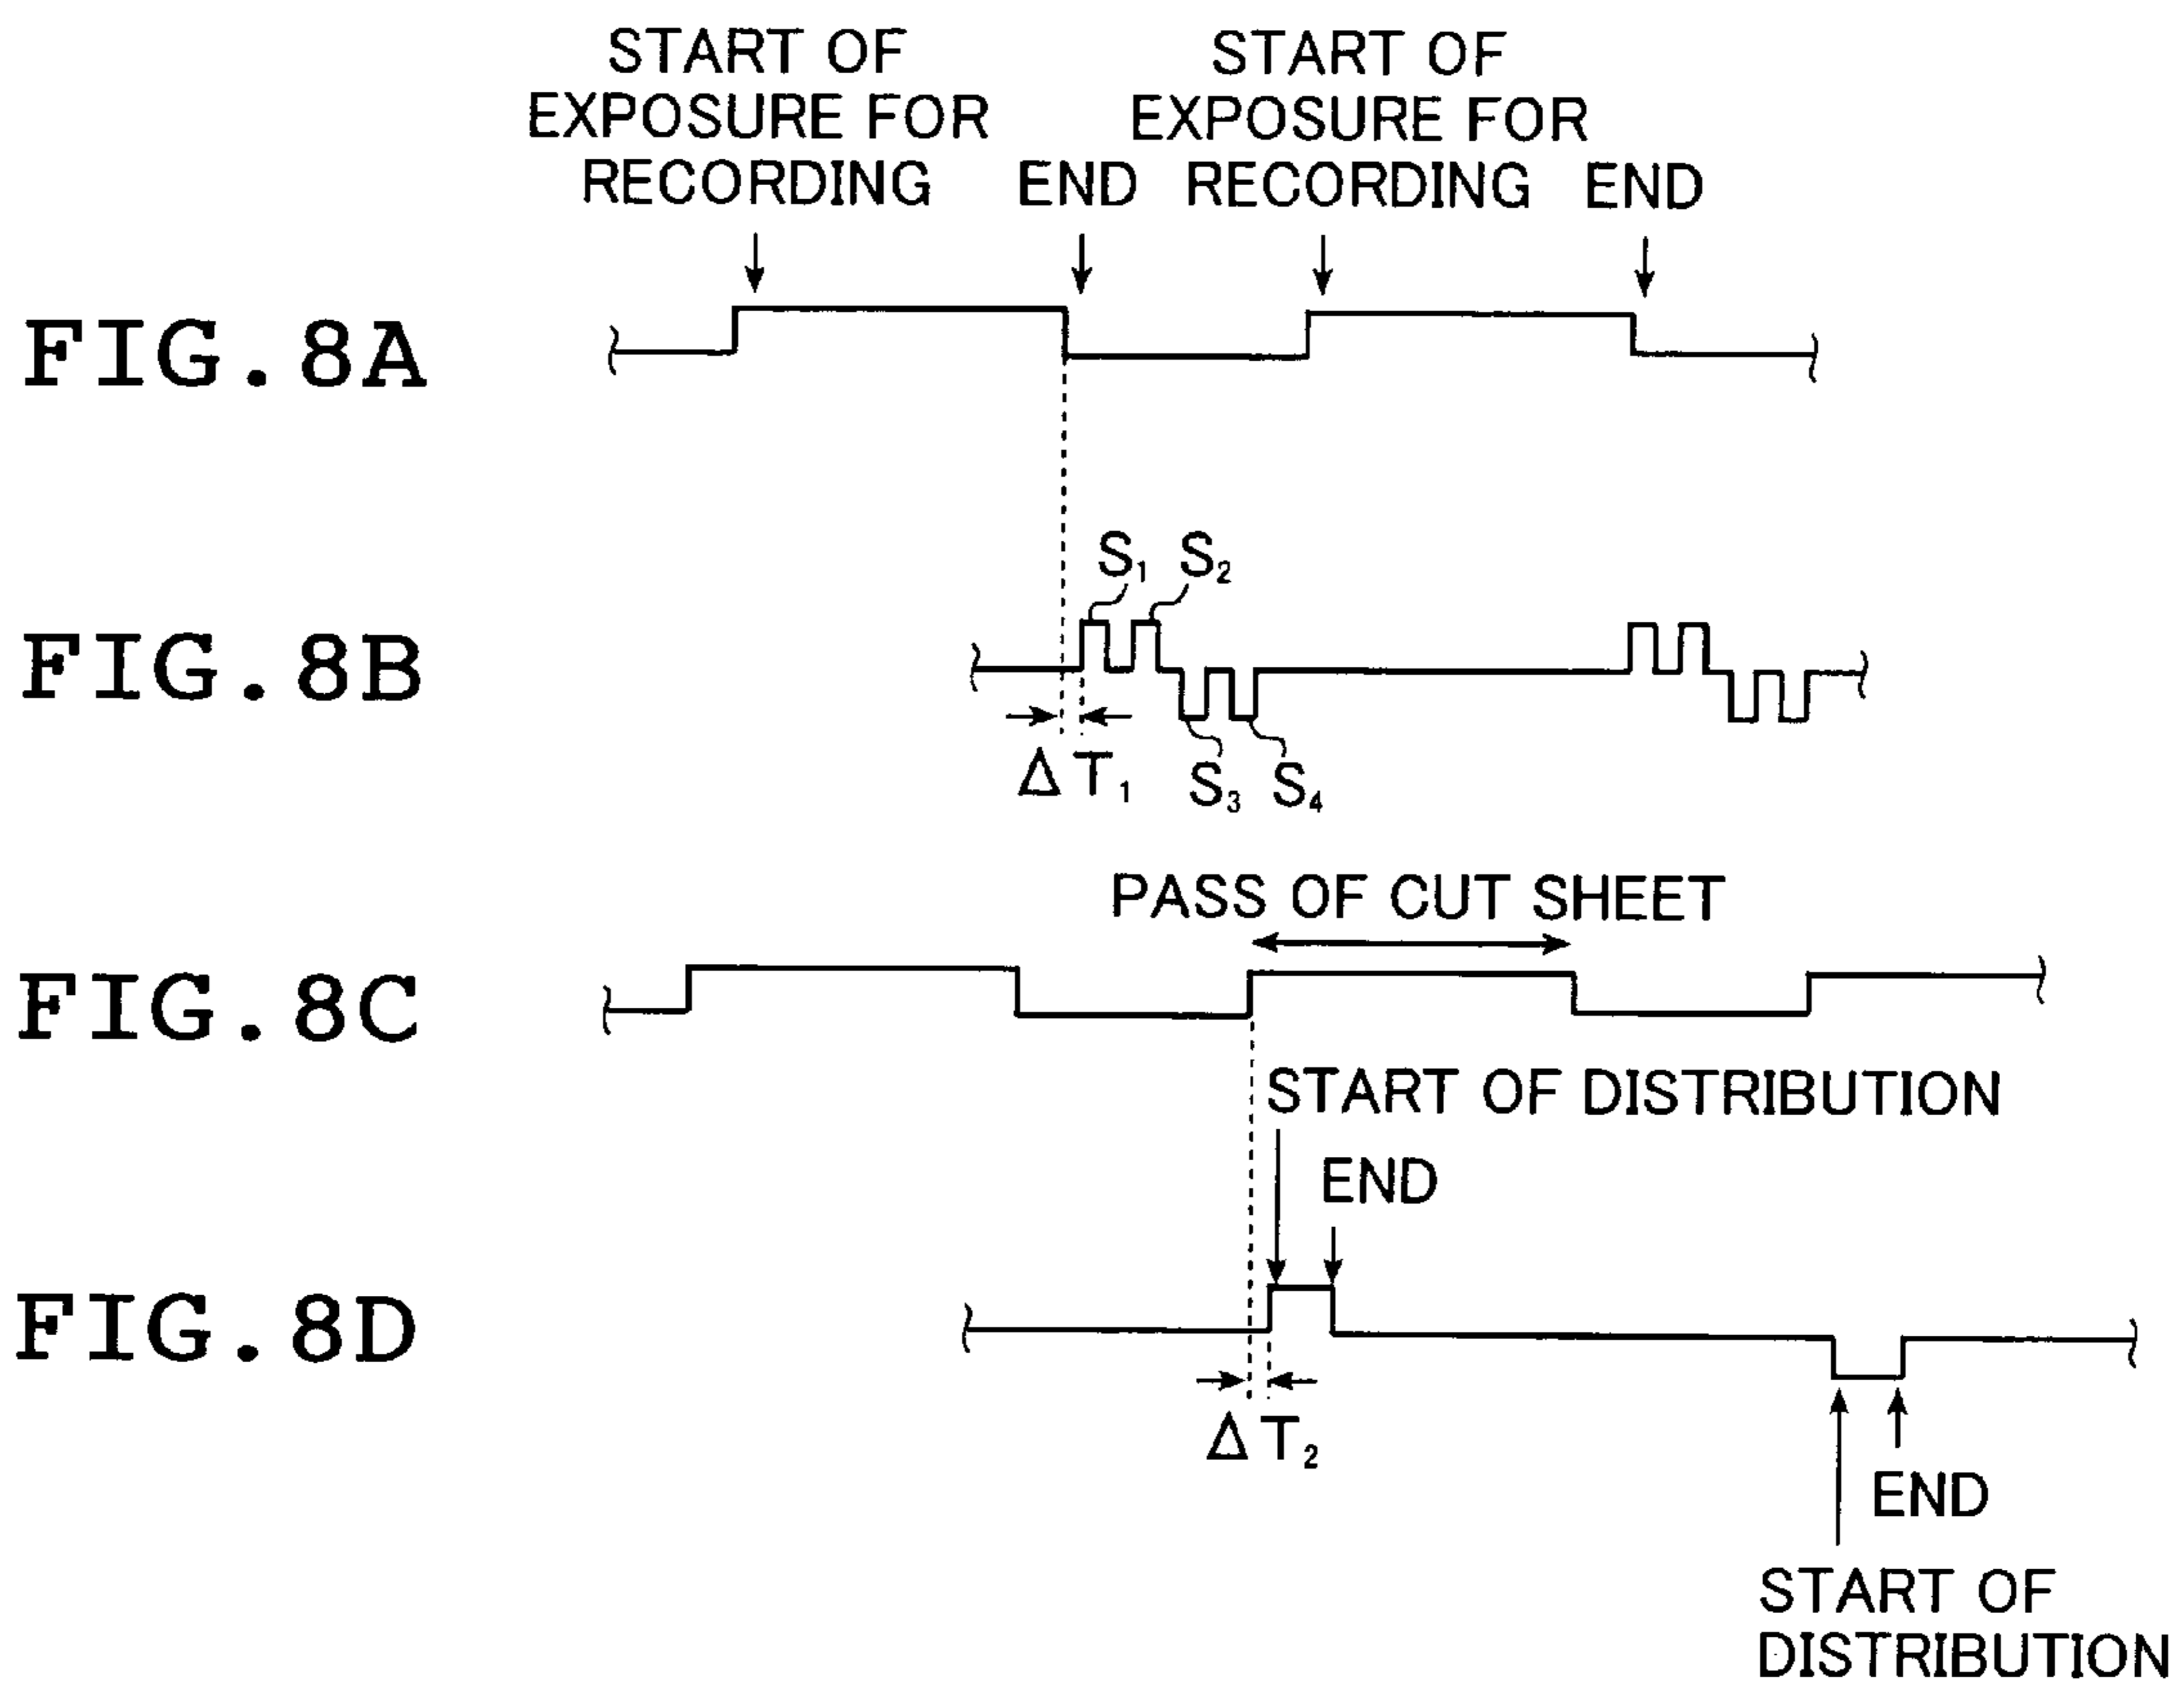 START OF
EXPOSURE FOR
RECORDING
END
START OF
EXPOSURE FOR
RECORDING
END
FIG.8A
S1
S2
FIG.8B
ΔT1
S3
S4
PASS OF CUT SHEET
FIG.8C
START OF DISTRIBUTION
END
FIG.8D
ΔT2
END
START OF
DISTRIBUTION